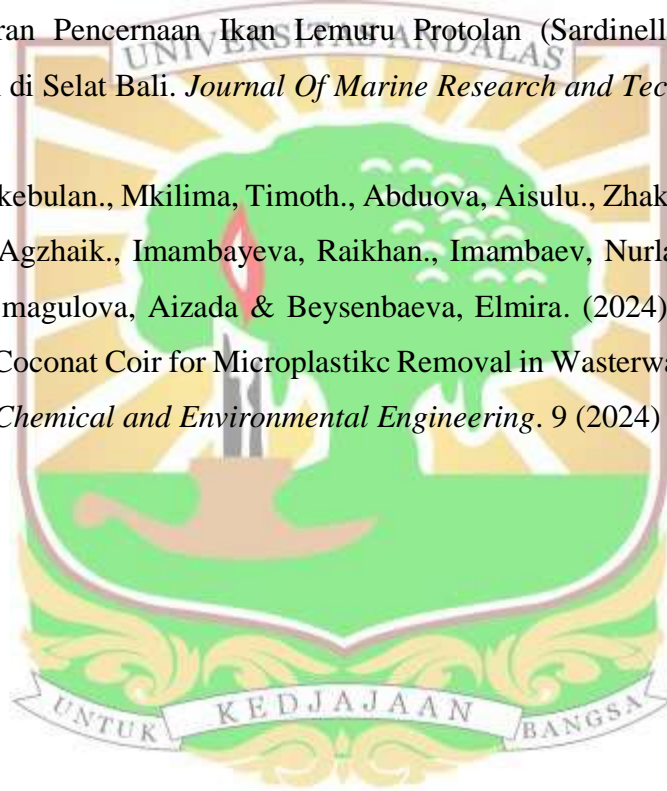 ran Pencernaan Ikan Lemuru Protolan (Sardinell
UNIVERSITAS ANDALAS
di Selat Bali. Journal Of Marine Research and Tec
kebulan., Mkilima, Timoth., Abduova, Aisulu., Zhak
Agzhaik., Imambayeva, Raikhan., Imambaev, Nurla
magulova, Aizada & Beysenbaeva, Elmira. (2024)
Coconat Coir for Microplastikc Removal in Wasterwa
Chemical and Environmental Engineering. 9 (2024)
UNTUK KEDJAJAAN BANGSA